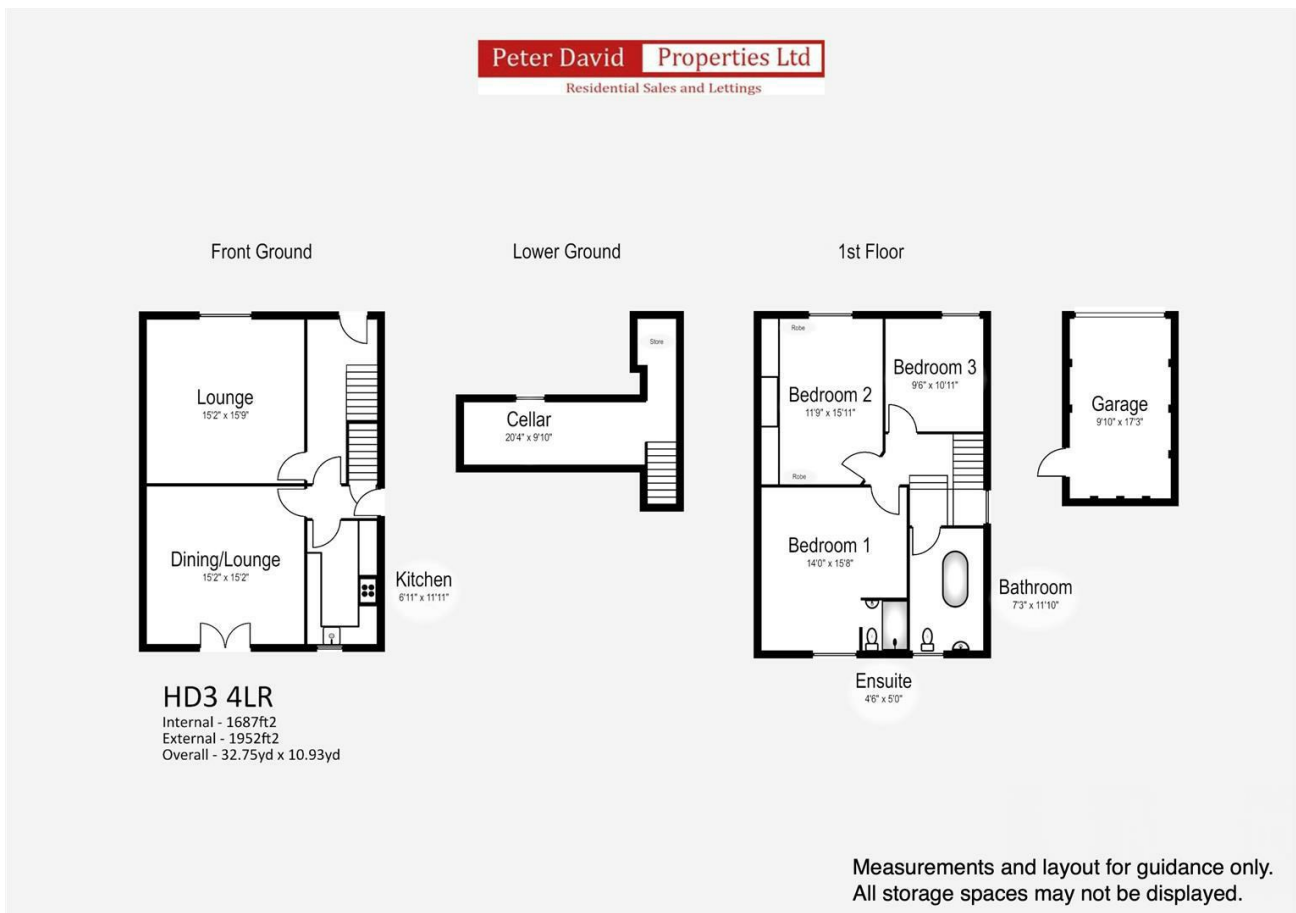 Peter David Properties Ltd
Residential Sales and Lettings
Front Ground
Lower Ground
1st Floor
Lounge
15'2" x 15'9"
Dining/Lounge
15'2" x 15'2"
Kitchen
6'11" x 11'11"
Store
Cellar
20'4" x 9'10"
Robe
Bedroom 2
11'9" x 15'11"
Robe
Bedroom 3
9'6" x 10'11"
Bedroom 1
14'0" x 15'8"
Bathroom
7'3" x 11'10"
Ensuite
4'6" x 5'0"
Garage
9'10" x 17'3"
HD3 4LR
Internal - 1687ft2
External - 1952ft2
Overall - 32.75yd x 10.93yd
Measurements and layout for guidance only.
All storage spaces may not be displayed.